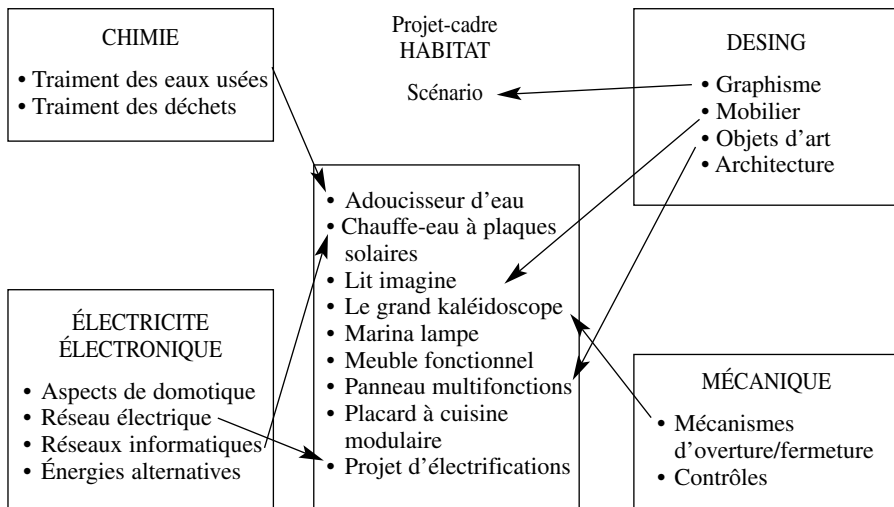 CHIMIE
• Traiment des eaux usées
• Traiment des déchets
Projet-cadre
HABITAT
Scénario
DESING
• Graphisme
• Mobilier
• Objets d'art
• Architecture
• Adoucisseur d'eau
• Chauffe-eau à plaques
solaires
• Lit imagine
• Le grand kaléidoscope
• Marina lampe
• Meuble fonctionnel
• Panneau multifonctions
• Placard à cuisine
modulaire
• Projet d'électrifications
ÉLECTRICITE
ÉLECTRONIQUE
• Aspects de domotique
• Réseau électrique
• Réseaux informatiques
• Énergies alternatives
MÉCANIQUE
• Mécanismes
d'overture/fermeture
• Contrôles